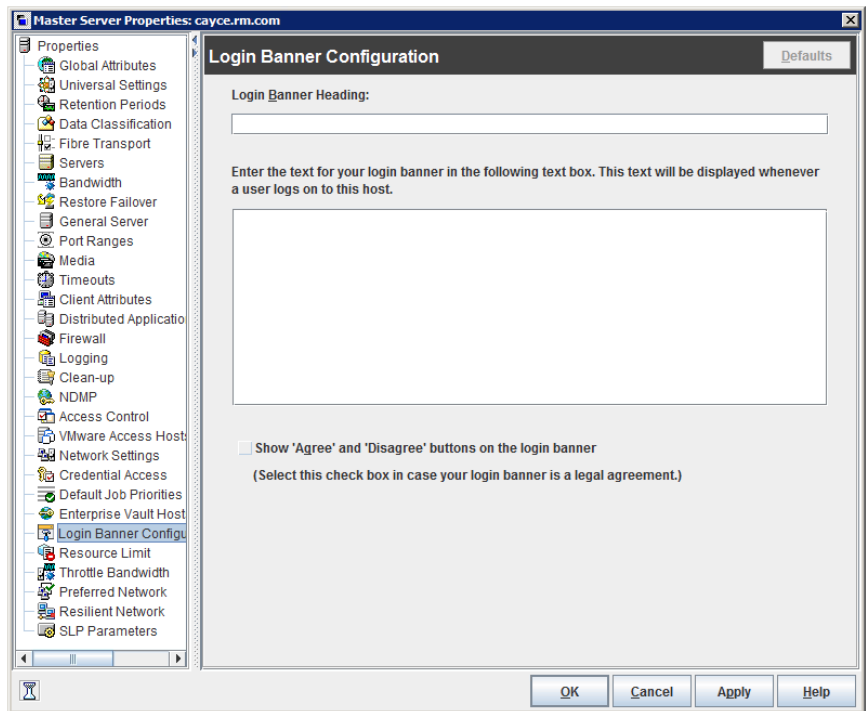 Master Server Properties: cayce.rm.com
Properties
Global Attributes
Universal Settings
Retention Periods
Data Classification
Fibre Transport
Servers
Bandwidth
Restore Failover
General Server
Port Ranges
Media
Timeouts
Client Attributes
Distributed Applicatio
Firewall
Logging
Clean-up
NDMP
Access Control
VMware Access Hosts
Network Settings
Credential Access
Default Job Priorities
Enterprise Vault Host
Login Banner Configu
Resource Limit
Throttle Bandwidth
Preferred Network
Resilient Network
SLP Parameters
Login Banner Configuration
Defaults
Login Banner Heading:
Enter the text for your login banner in the following text box. This text will be displayed whenever
a user logs on to this host.
Show 'Agree' and 'Disagree' buttons on the login banner
(Select this check box in case your login banner is a legal agreement.)
OK
Cancel
Apply
Help